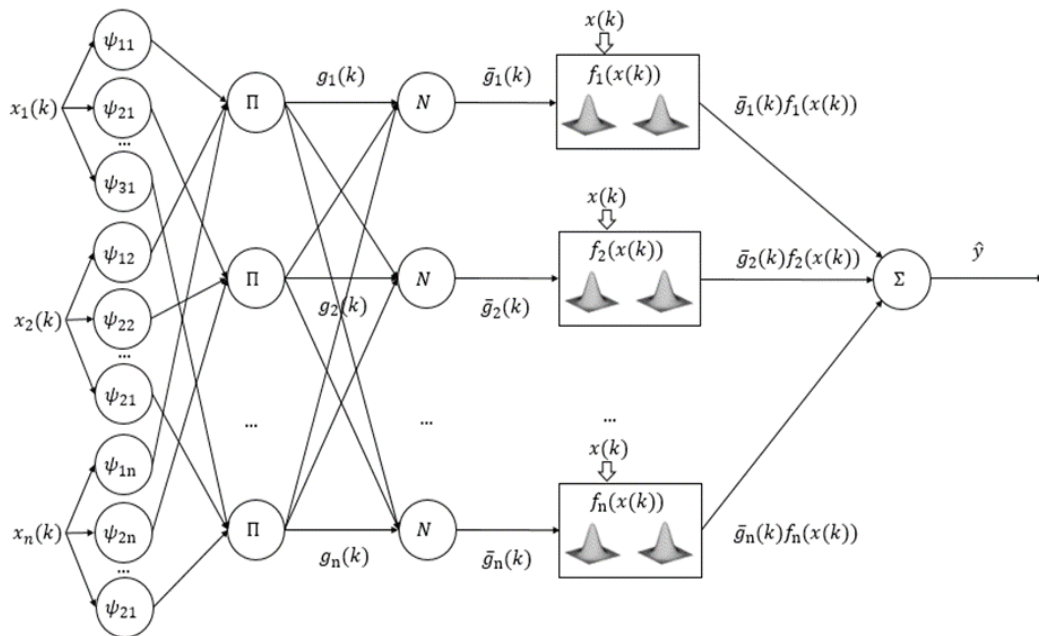 x₁(k)
ψ₁₁
ψ₂₁
...
ψ₃₁
x₂(k)
ψ₁₂
ψ₂₂
...
ψ₂₁
xₙ(k)
ψ₁ₙ
ψ₂ₙ
...
ψ₂₁
Π
Π
...
Π
g₁(k)
g₂(k)
gₙ(k)
N
N
...
N
ḡ₁(k)
ḡ₂(k)
ḡₙ(k)
x(k)
f₁(x(k))
x(k)
f₂(x(k))
...
x(k)
fₙ(x(k))
ḡ₁(k)f₁(x(k))
ḡ₂(k)f₂(x(k))
ḡₙ(k)fₙ(x(k))
Σ
ŷ